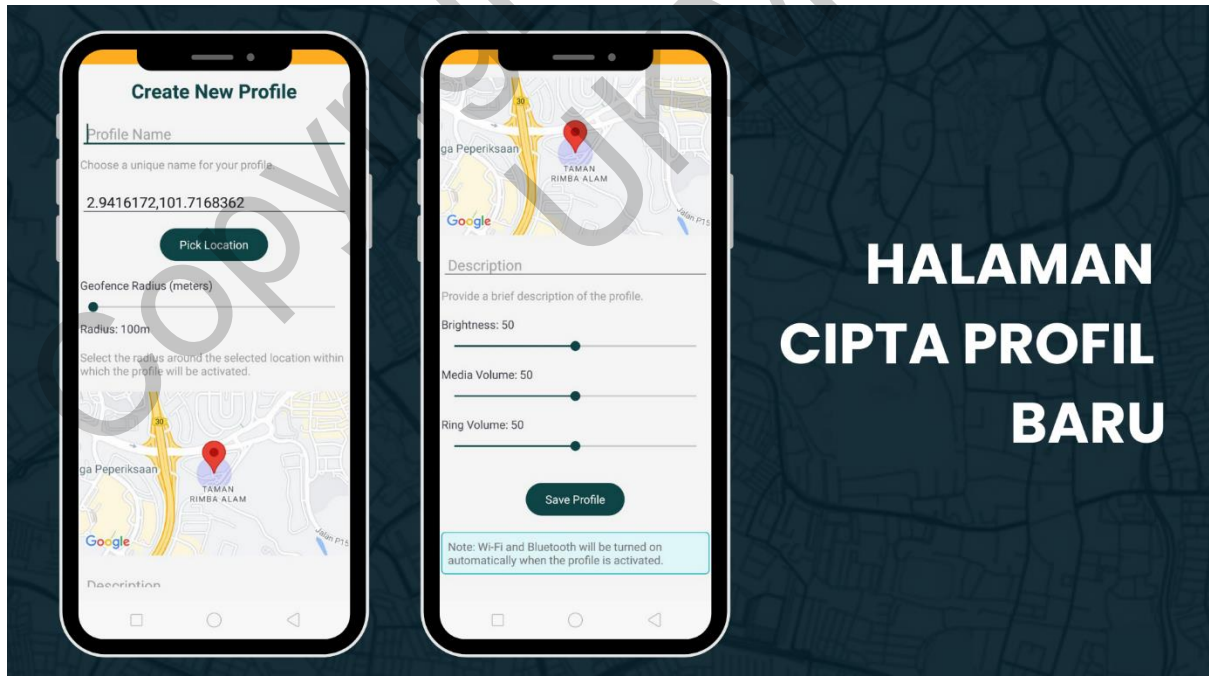 Create New Profile
Profile Name
Choose a unique name for your profile.
2.9416172,101.7168362
Pick Location
Geofence Radius (meters)
Radius: 100m
Select the radius around the selected location within
which the profile will be activated.
30
ga Peperiksaan
TAMAN
RIMBA ALAM
Google
Jalan P15
Description
30
ga Peperiksaan
TAMAN
RIMBA ALAM
Google
Jalan P15
Description
Provide a brief description of the profile.
Brightness: 50
Media Volume: 50
Ring Volume: 50
Save Profile
Note: Wi-Fi and Bluetooth will be turned on
automatically when the profile is activated.
HALAMAN
CIPTA PROFIL
BARU